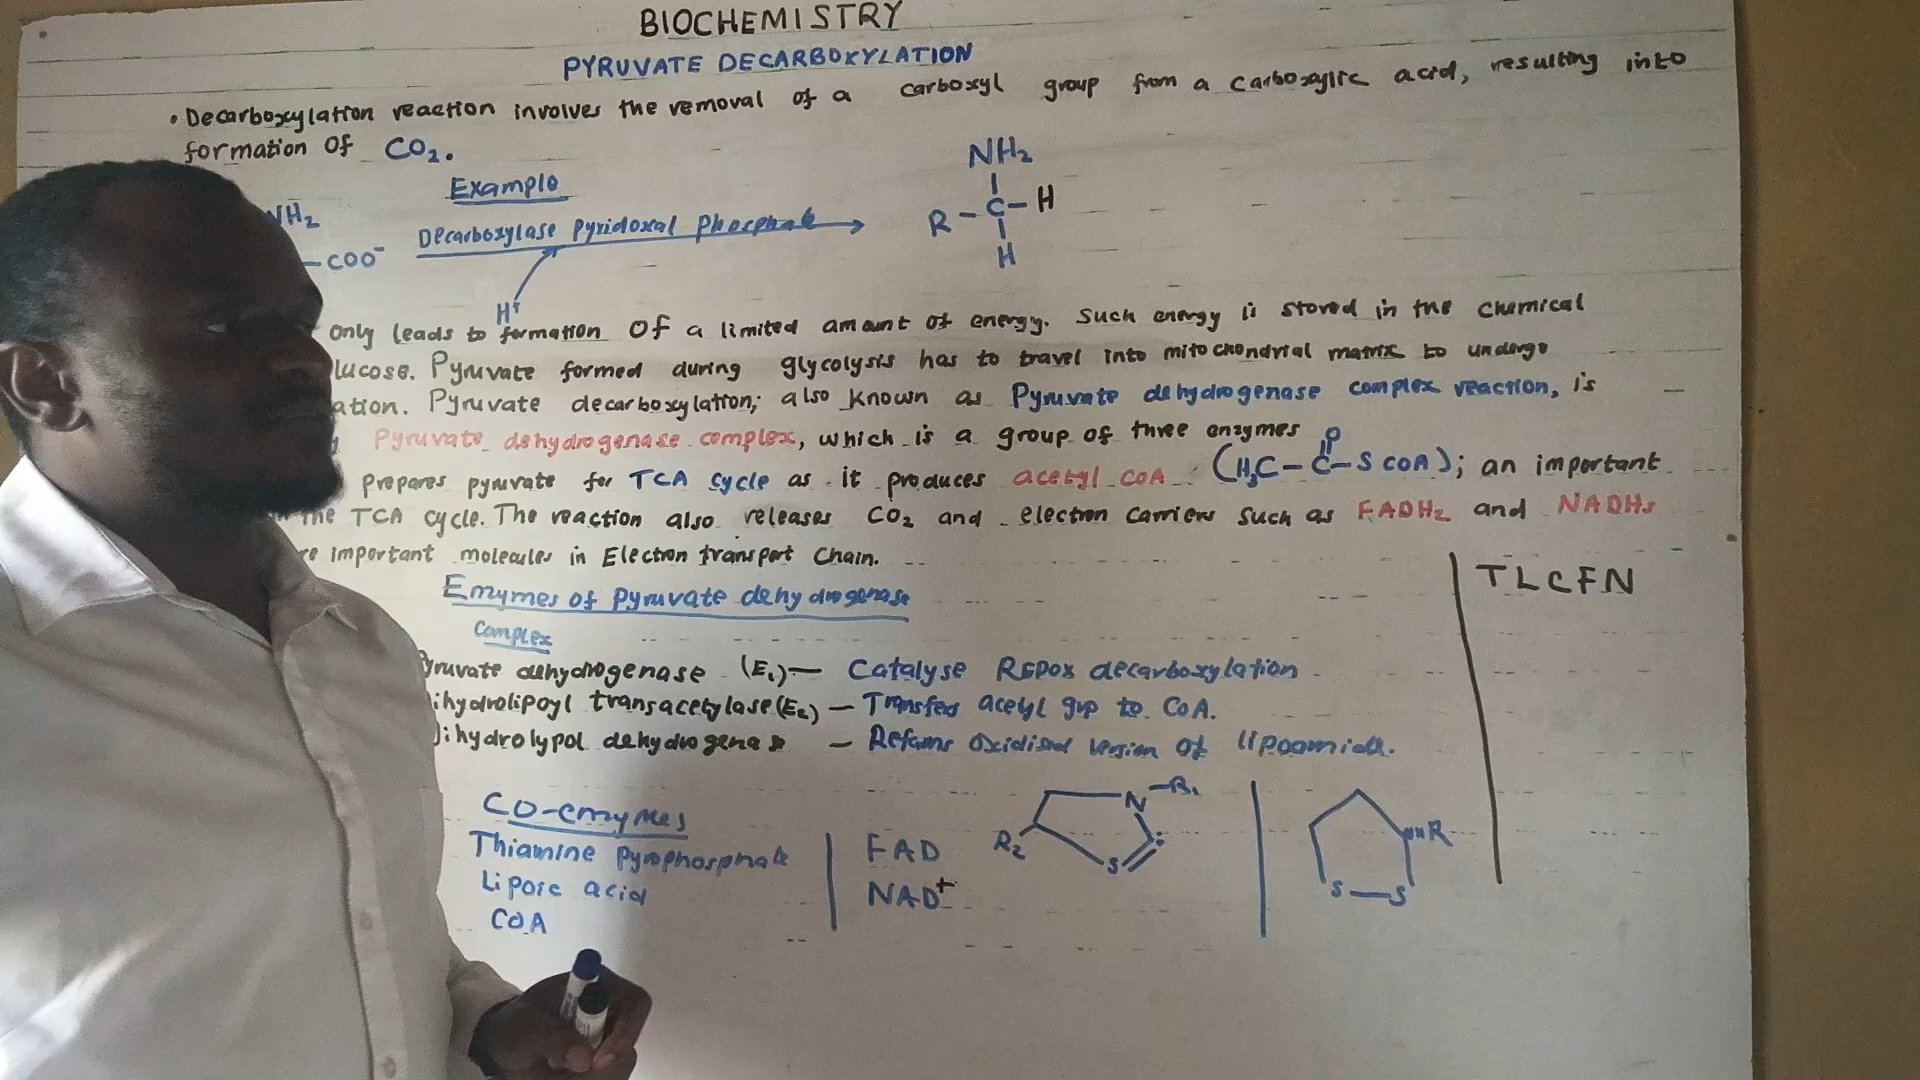 BIOCHEMISTRY
PYRUVATE DECARBOXYLATION
• Decarboxylation reaction involves the removal of a carboxyl group from a carboxylic acid, resulting into
formation of CO₂.
Example
NH₂
-COO⁻
Decarboxylase Pyridoxal Phosphate
H⁺
NH₂
R-C-H
H
only leads to formation of a limited amount of energy. Such energy is stored in the chemical
lucose. Pyruvate formed during glycolysis has to travel into mitochondrial matrix to undergo
ation. Pyruvate decarboxylation; also known as Pyruvate dehydrogenase complex reaction, is
Pyruvate dehydrogenase complex, which is a group of three enzymes
prepares pyruvate for TCA cycle as it produces acetyl CoA (H₃C-C-S COA); an important
O
the TCA cycle. The reaction also releases CO₂ and electron carriers such as FADH₂ and NADHs
re important molecules in Electron transport Chain.
Enzymes of pyruvate dehydrogenase
complex
yruvate dehydrogenase (E₁)— Catalyse REDOX decarboxylation
ihydrolipoyl transacetylase (E₂) — Transfers acetyl grp to CoA.
ihydrolypol dehydrogenase — Reforms oxidised version of lipoamide.
CO-enzymes
Thiamine Pyrophosphate
Lipoic acid
COA
FAD
NAD⁺
N-R₁
R₂
S
R
S-S
TLCFN